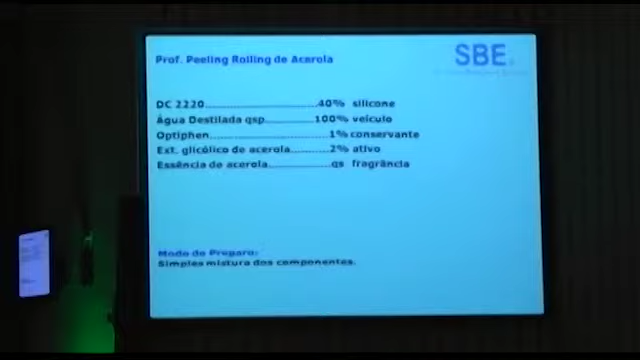 Prof. Peeling Rolling de Acerola
SBE
DC 2220..............................40% silicone
Água Destilada qsp.............100% veículo
Optiphen................................1% conservante
Ext. glicólico de acerola..........2% ativo
Essência de acerola................qs fragrância
Modo de Preparo:
Simples mistura dos componentes.